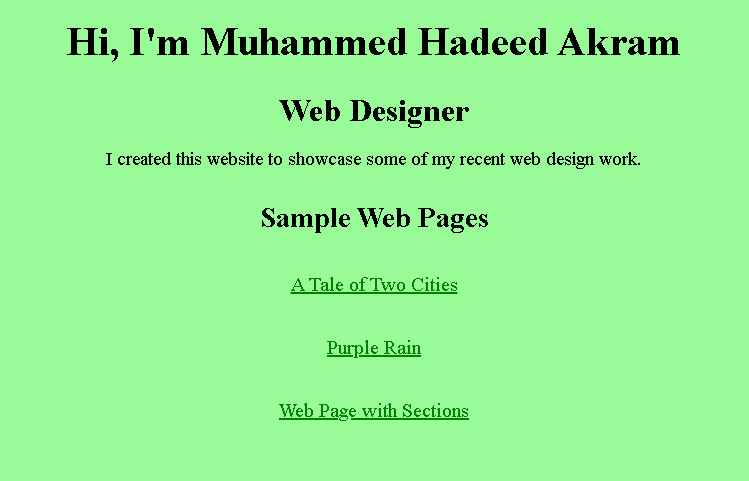 Hi, I'm Muhammed Hadeed Akram
Web Designer
I created this website to showcase some of my recent web design work.
Sample Web Pages
A Tale of Two Cities
Purple Rain
Web Page with Sections